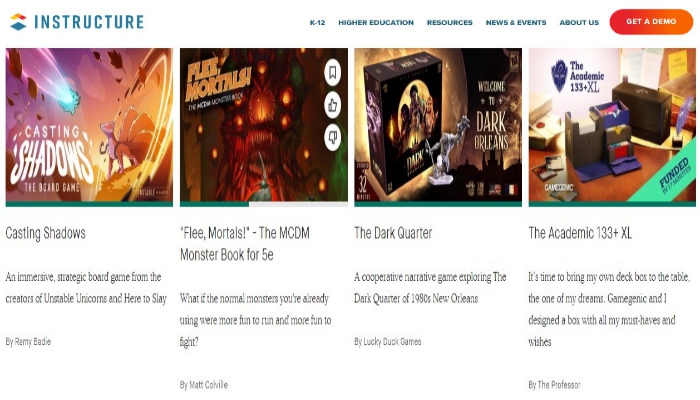 INSTRUCTURE
K-12 HIGHER EDUCATION RESOURCES NEWS & EVENTS ABOUT US GET A DEMO
CASTING
SHADOWS
THE BOARD GAME
FLEE,
MORTALS!
THE MCDM MONSTER BOOK
WELCOME
TO
DARK
ORLEANS
DARK
FUNDED
32
MINUTES
The
Academic
133+XL
GAMEGENIC
FUNDED
Casting Shadows
An immersive, strategic board game from the
creators of Unstable Unicorns and Here to Slay
By Ramy Badie
"Flee, Mortals!" - The MCDM
Monster Book for 5e
What if the normal monsters you're already
using were more fun to run and more fun to
fight?
By Matt Colville
The Dark Quarter
A cooperative narrative game exploring The
Dark Quarter of 1980s New Orleans
By Lucky Duck Games
The Academic 133+ XL
It's time to bring my own deck box to the table,
the one of my dreams. Gamegenic and I
designed a box with all my must-haves and
wishes
By The Professor